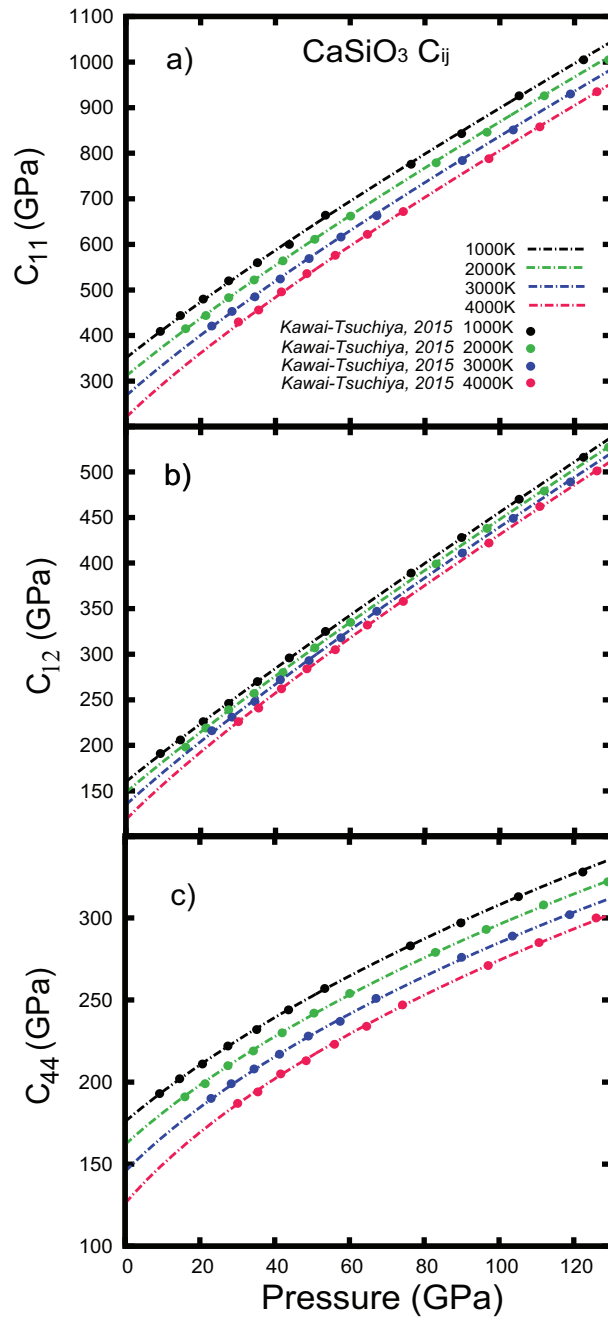 a) CaSiO₃ Cij
C₁₁ (GPa)
1100
1000
900
800
700
600
500
400
300
1000K
2000K
3000K
4000K
Kawai-Tsuchiya, 2015 1000K
Kawai-Tsuchiya, 2015 2000K
Kawai-Tsuchiya, 2015 3000K
Kawai-Tsuchiya, 2015 4000K
b)
C₁₂ (GPa)
500
450
400
350
300
250
200
150
c)
C₄₄ (GPa)
300
250
200
150
100
0 20 40 60 80 100 120
Pressure (GPa)